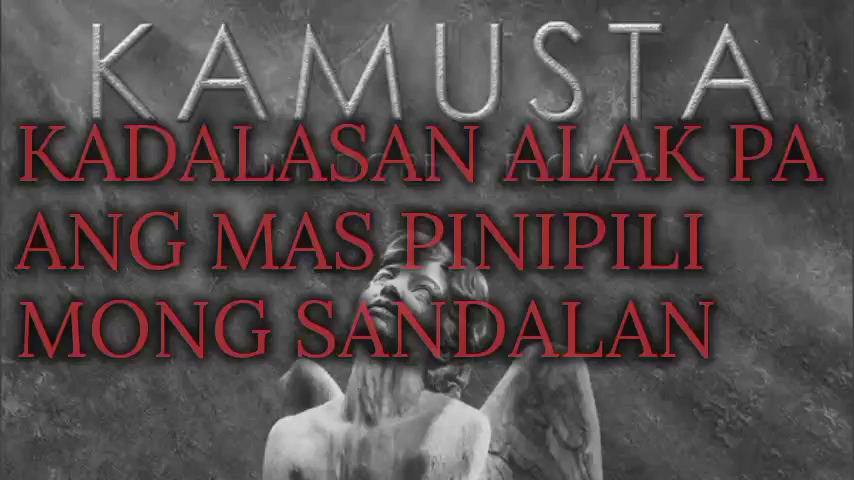 KAMUSTA
KADALASAN ALAK PA
ANG MAS PINIPILI
MONG SANDALAN